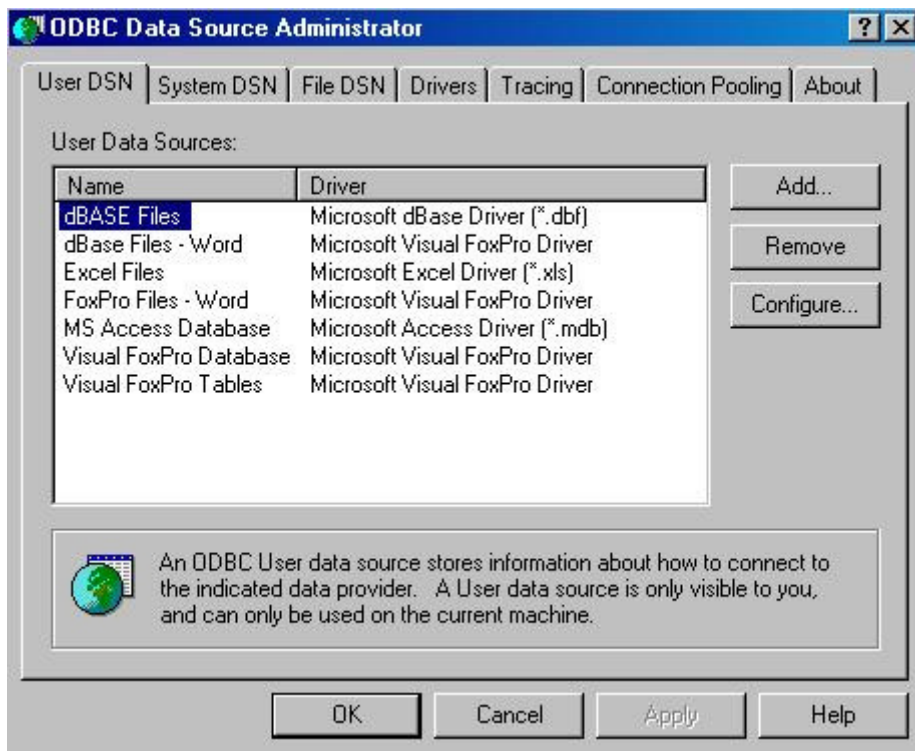 ODBC Data Source Administrator
User DSN System DSN File DSN Drivers Tracing Connection Pooling About
User Data Sources:
Name Driver
dBASE Files Microsoft dBase Driver (*.dbf)
dBase Files - Word Microsoft Visual FoxPro Driver
Excel Files Microsoft Excel Driver (*.xls)
FoxPro Files - Word Microsoft Visual FoxPro Driver
MS Access Database Microsoft Access Driver (*.mdb)
Visual FoxPro Database Microsoft Visual FoxPro Driver
Visual FoxPro Tables Microsoft Visual FoxPro Driver
Add...
Remove
Configure...
An ODBC User data source stores information about how to connect to
the indicated data provider. A User data source is only visible to you,
and can only be used on the current machine.
OK Cancel Apply Help